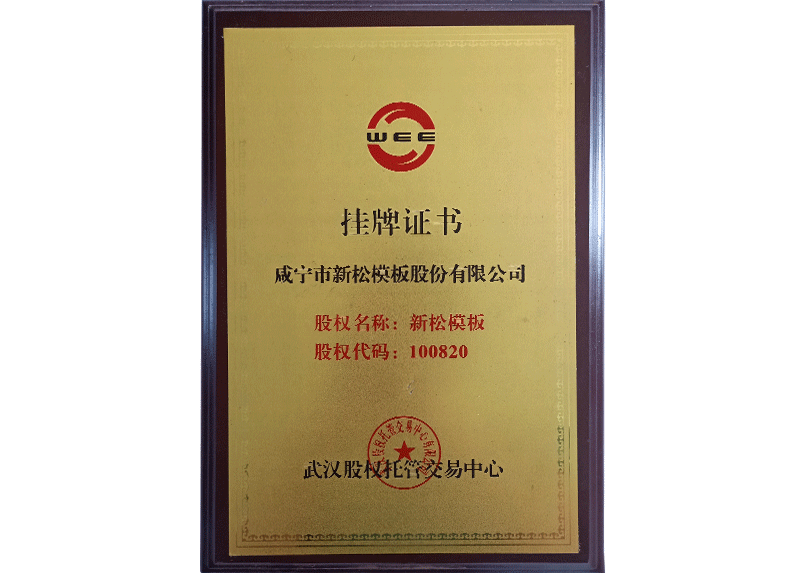 WEE
挂牌证书
咸宁市新松模板股份有限公司
股权名称：新松模板
股权代码：100820
武汉股权托管交易中心